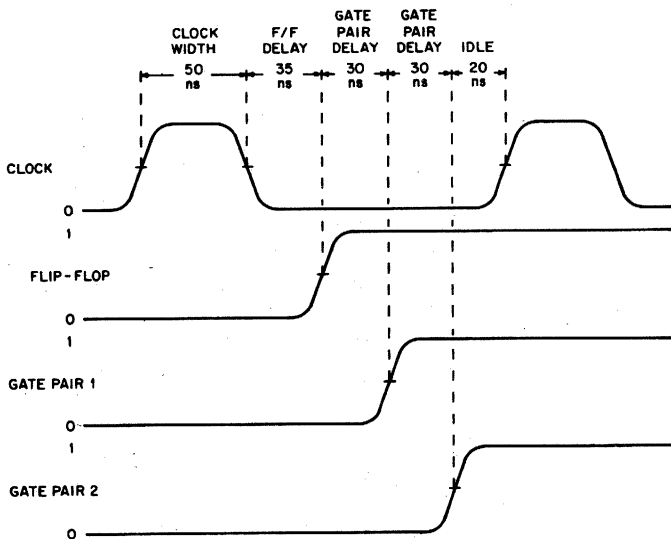 CLOCK WIDTH
F/F DELAY
GATE PAIR DELAY
GATE PAIR DELAY
IDLE
50 ns
35 ns
30 ns
30 ns
20 ns
CLOCK
0
1
FLIP-FLOP
0
1
GATE PAIR 1
0
1
GATE PAIR 2
0